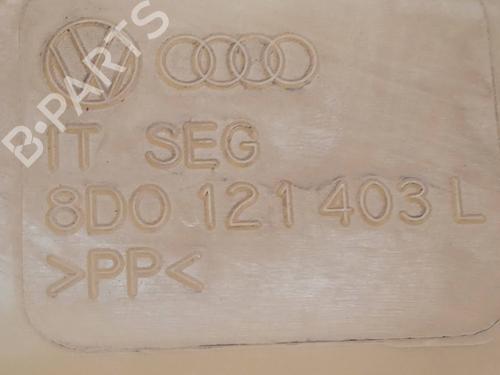 B-PARTS
IT SEG
8D0 121 403 L
>PP<